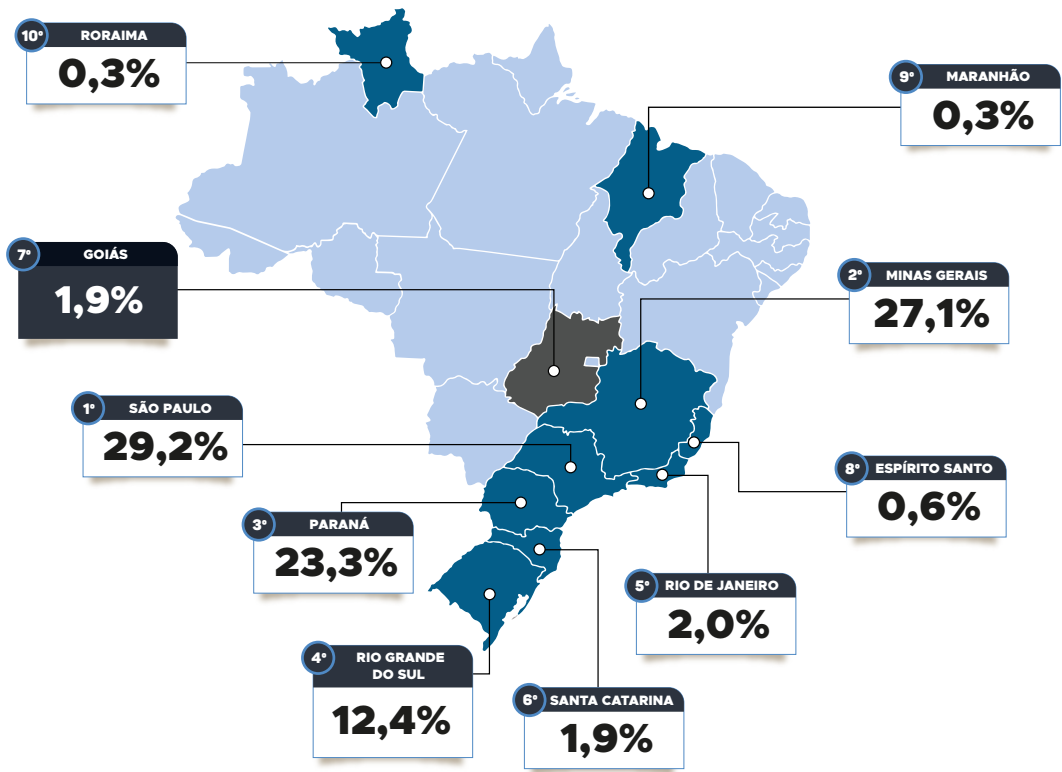 10º RORAIMA
0,3%
9º MARANHÃO
0,3%
7º GOIÁS
1,9%
2º MINAS GERAIS
27,1%
1º SÃO PAULO
29,2%
8º ESPÍRITO SANTO
0,6%
3º PARANÁ
23,3%
5º RIO DE JANEIRO
2,0%
4º RIO GRANDE
DO SUL
12,4%
6º SANTA CATARINA
1,9%